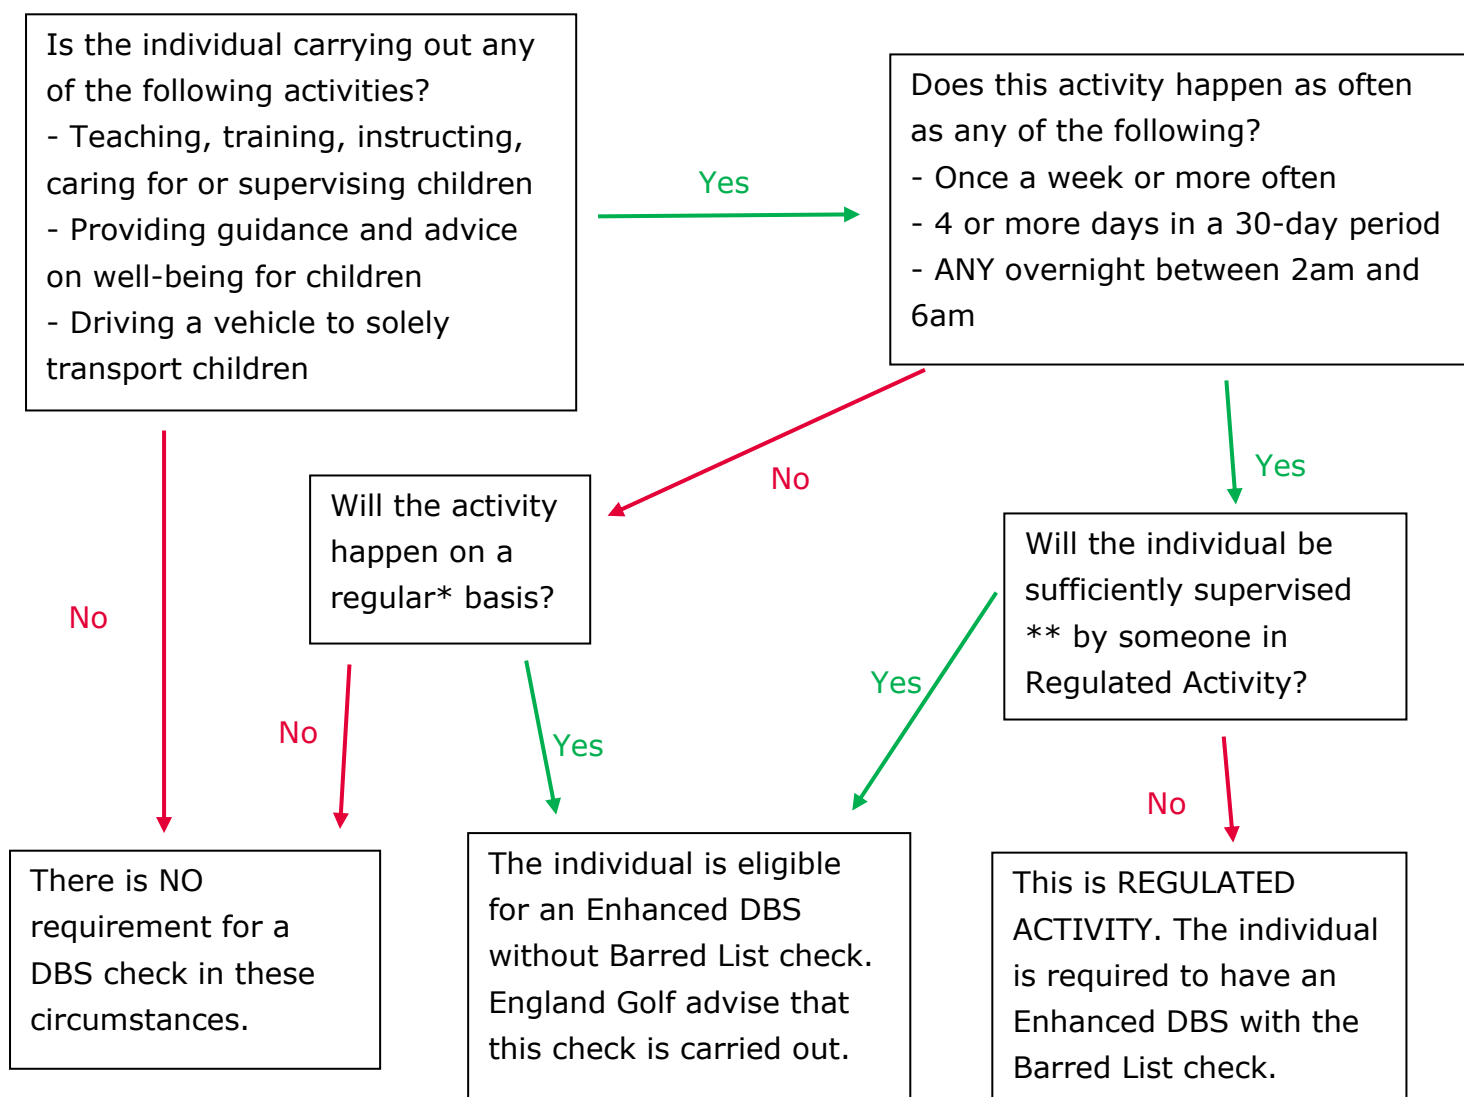 Is the individual carrying out any
of the following activities?
- Teaching, training, instructing,
caring for or supervising children
- Providing guidance and advice
on well-being for children
- Driving a vehicle to solely
transport children
Yes
Does this activity happen as often
as any of the following?
- Once a week or more often
- 4 or more days in a 30-day period
- ANY overnight between 2am and
6am
No
Yes
No
Will the activity
happen on a
regular* basis?
Will the individual be
sufficiently supervised
** by someone in
Regulated Activity?
No
Yes
Yes
No
There is NO
requirement for a
DBS check in these
circumstances.
The individual is eligible
for an Enhanced DBS
without Barred List check.
England Golf advise that
this check is carried out.
This is REGULATED
ACTIVITY. The individual
is required to have an
Enhanced DBS with the
Barred List check.